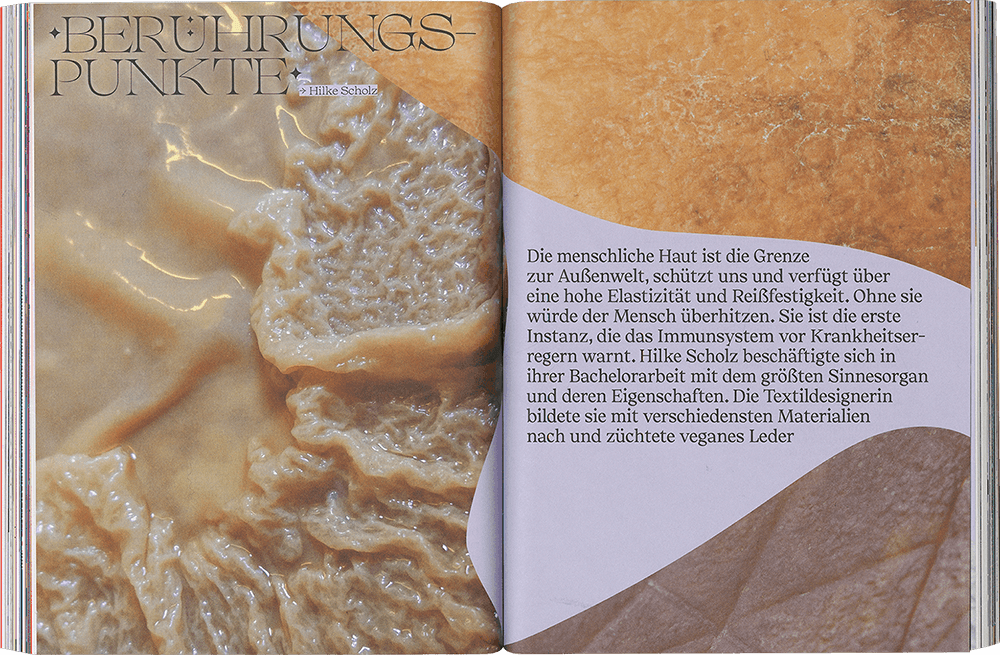 BERÜHRUNGS–
PUNKTE
→ Hilke Scholz
Die menschliche Haut ist die Grenze
zur Außenwelt, schützt uns und verfügt über
eine hohe Elastizität und Reißfestigkeit. Ohne sie
würde der Mensch überhitzen. Sie ist die erste
Instanz, die das Immunsystem vor Krankheitser-
regern warnt. Hilke Scholz beschäftigte sich in
ihrer Bachelorarbeit mit dem größten Sinnesorgan
und deren Eigenschaften. Die Textildesignerin
bildete sie mit verschiedensten Materialien
nach und züchtete veganes Leder